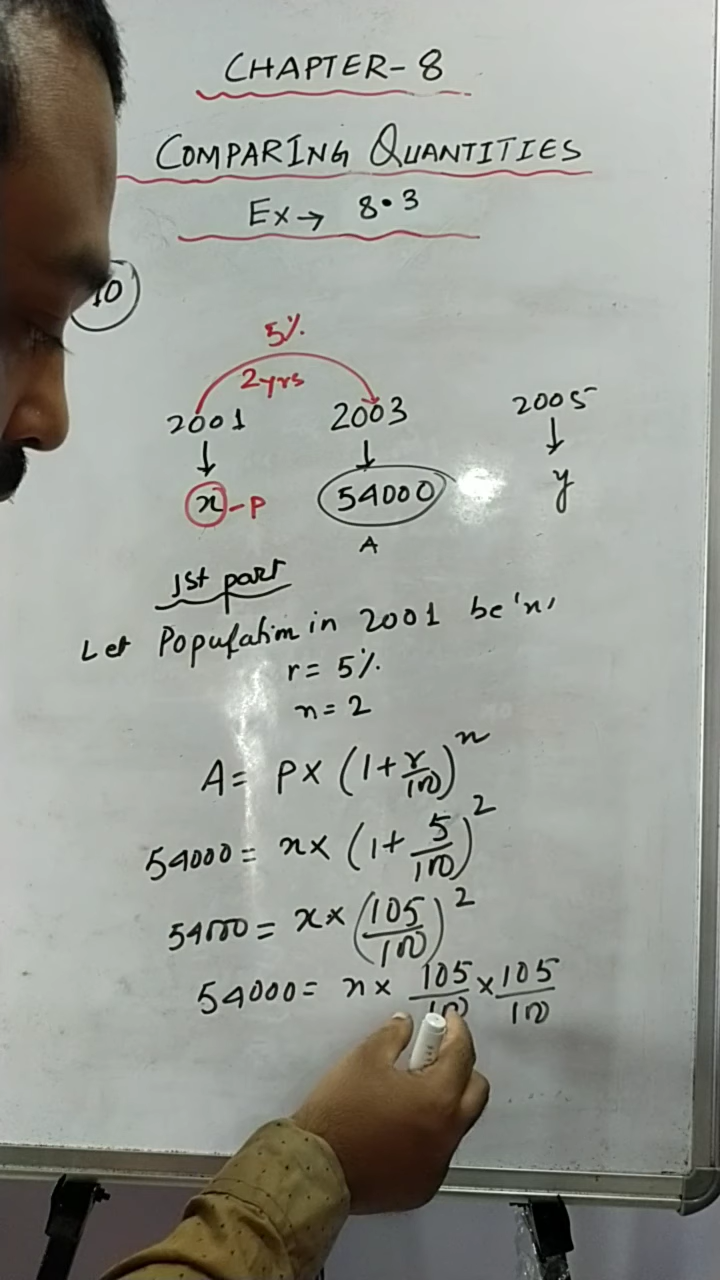 CHAPTER-8
COMPARING QUANTITIES
Ex→ 8.3
10
5%
2yrs
2001 2003 2005
↓ ↓ ↓
x-P 54000 y
A
1st part
Let Population in 2001 be 'x'
r = 5%
n = 2
A = P × (1 + r/100)^n
54000 = x × (1 + 5/100)^2
54000 = x × (105/100)^2
54000 = x × 105/100 × 105/100